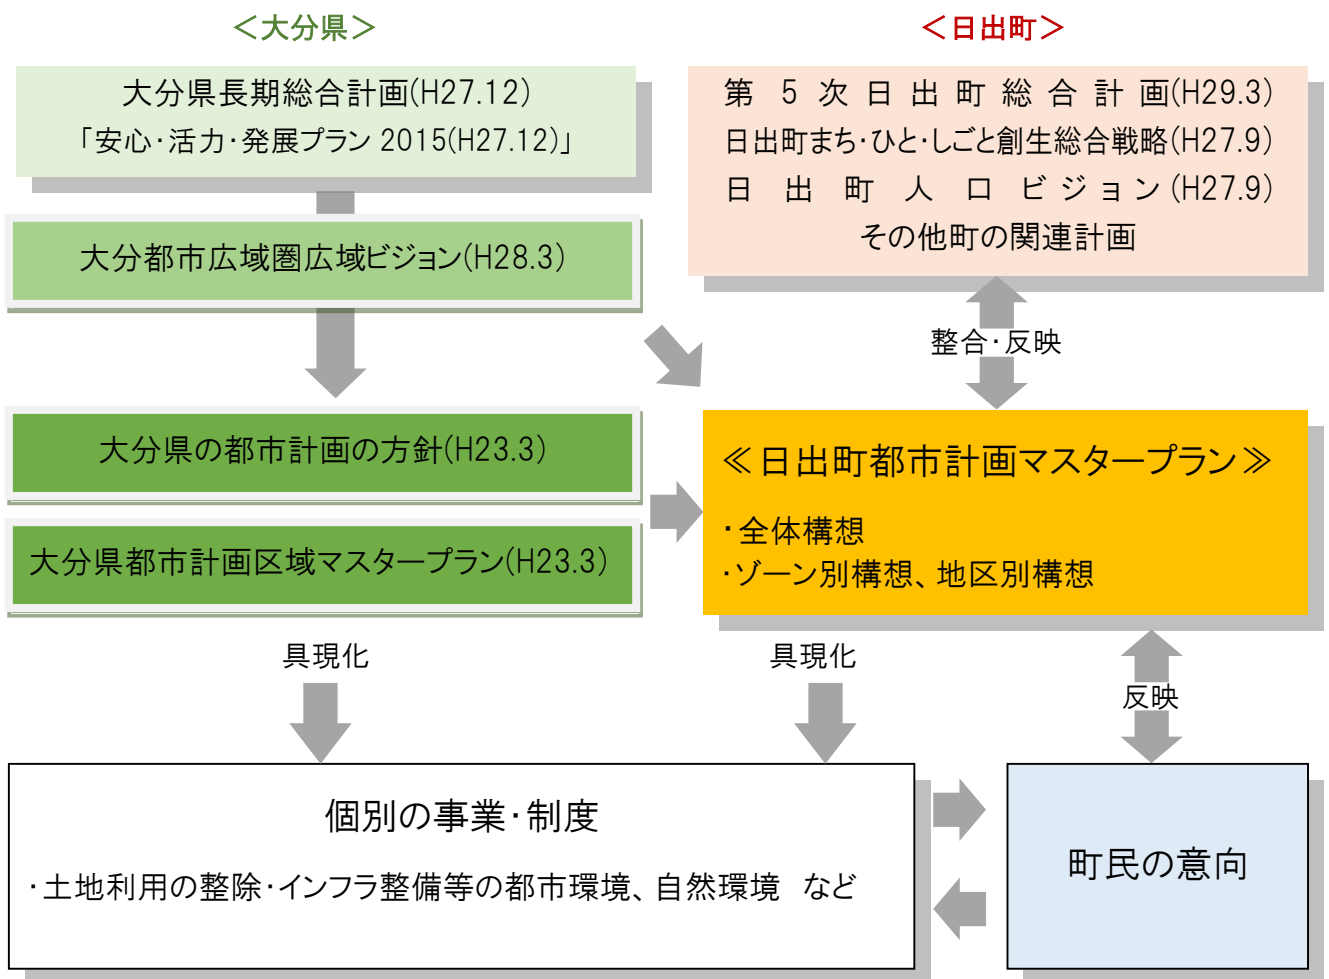 ＜大分県＞
大分県長期総合計画(H27.12)
「安心･活力･発展プラン 2015(H27.12)」
大分都市広域圏広域ビジョン(H28.3)
大分県の都市計画の方針(H23.3)
大分県都市計画区域マスタープラン(H23.3)
＜日出町＞
第5次日出町総合計画(H29.3)
日出町まち･ひと･しごと創生総合戦略(H27.9)
日出町人口ビジョン(H27.9)
その他町の関連計画
整合･反映
≪日出町都市計画マスタープラン≫
･全体構想
･ゾーン別構想、地区別構想
具現化
具現化
反映
個別の事業･制度
･土地利用の整除･インフラ整備等の都市環境、自然環境　など
町民の意向